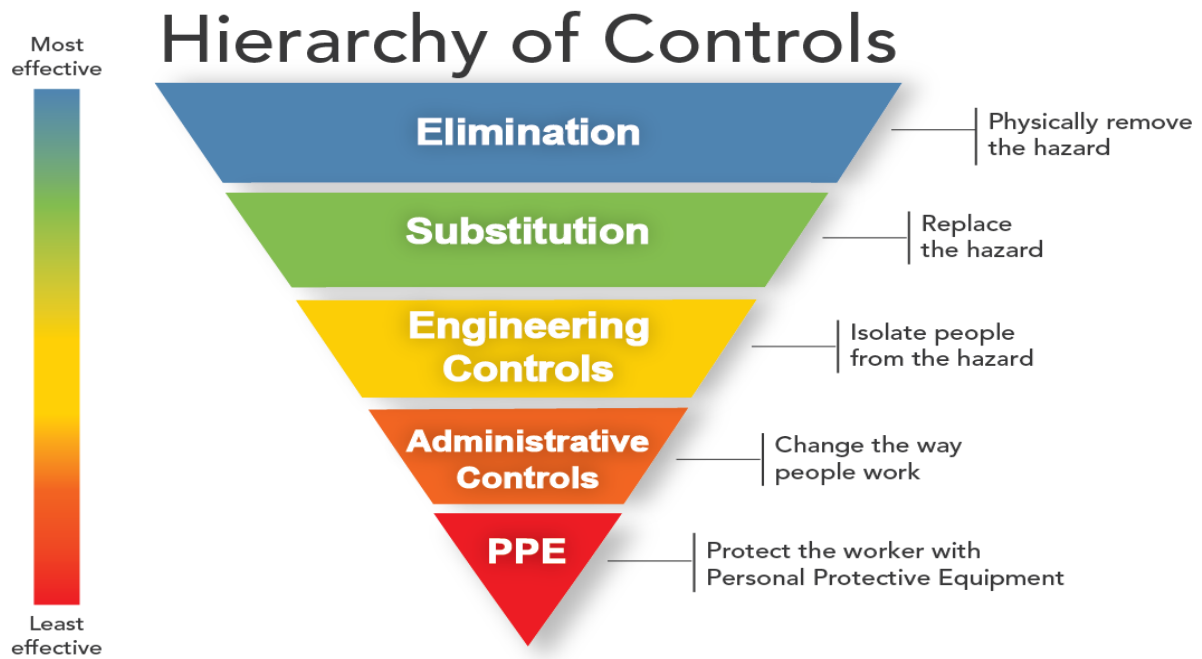 Hierarchy of Controls
Most
effective
Elimination
Physically remove
the hazard
Substitution
Replace
the hazard
Engineering
Controls
Isolate people
from the hazard
Administrative
Controls
Change the way
people work
PPE
Protect the worker with
Personal Protective Equipment
Least
effective